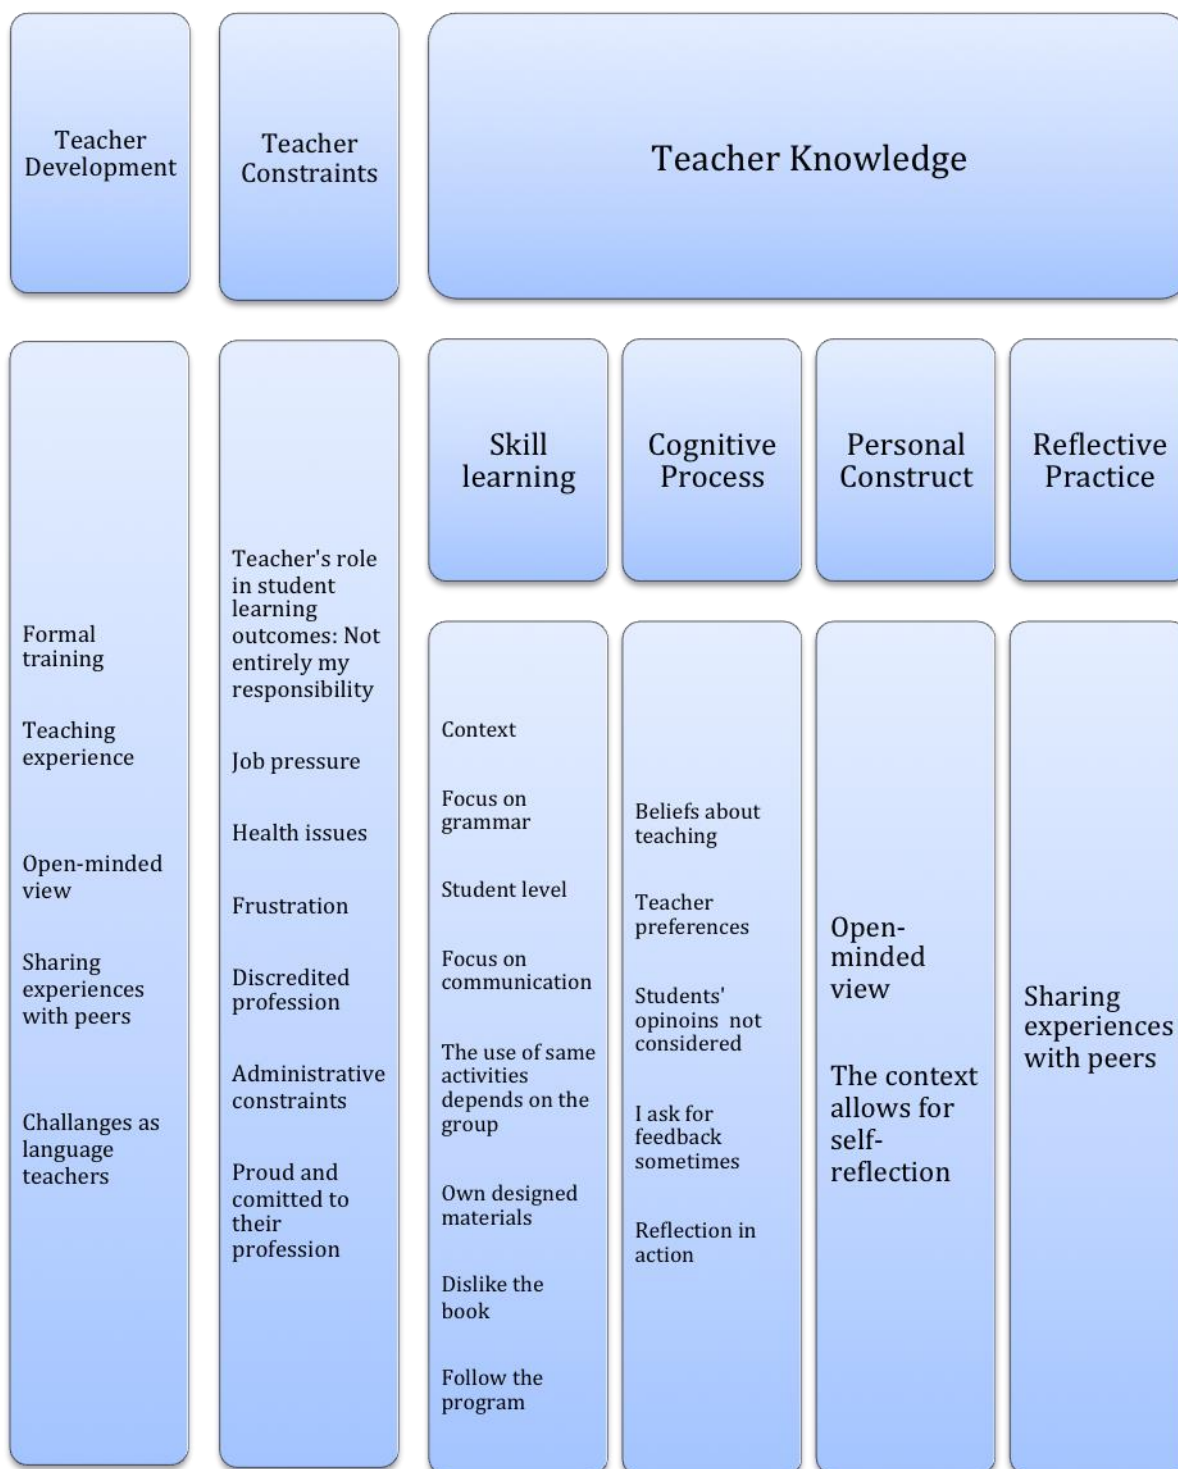 Teacher
Development
Teacher
Constraints
Teacher Knowledge
Formal
training
Teaching
experience
Open-minded
view
Sharing
experiences
with peers
Challanges as
language
teachers
Teacher's role
in student
learning
outcomes: Not
entirely my
responsibility
Job pressure
Health issues
Frustration
Discredited
profession
Administrative
constraints
Proud and
comitted to
their
profession
Skill
learning
Context
Focus on
grammar
Student level
Focus on
communication
The use of same
activities
depends on the
group
Own designed
materials
Dislike the
book
Follow the
program
Cognitive
Process
Beliefs about
teaching
Teacher
preferences
Students'
opinoins not
considered
I ask for
feedback
sometimes
Reflection in
action
Personal
Construct
Open-
minded
view
The context
allows for
self-
reflection
Reflective
Practice
Sharing
experiences
with peers